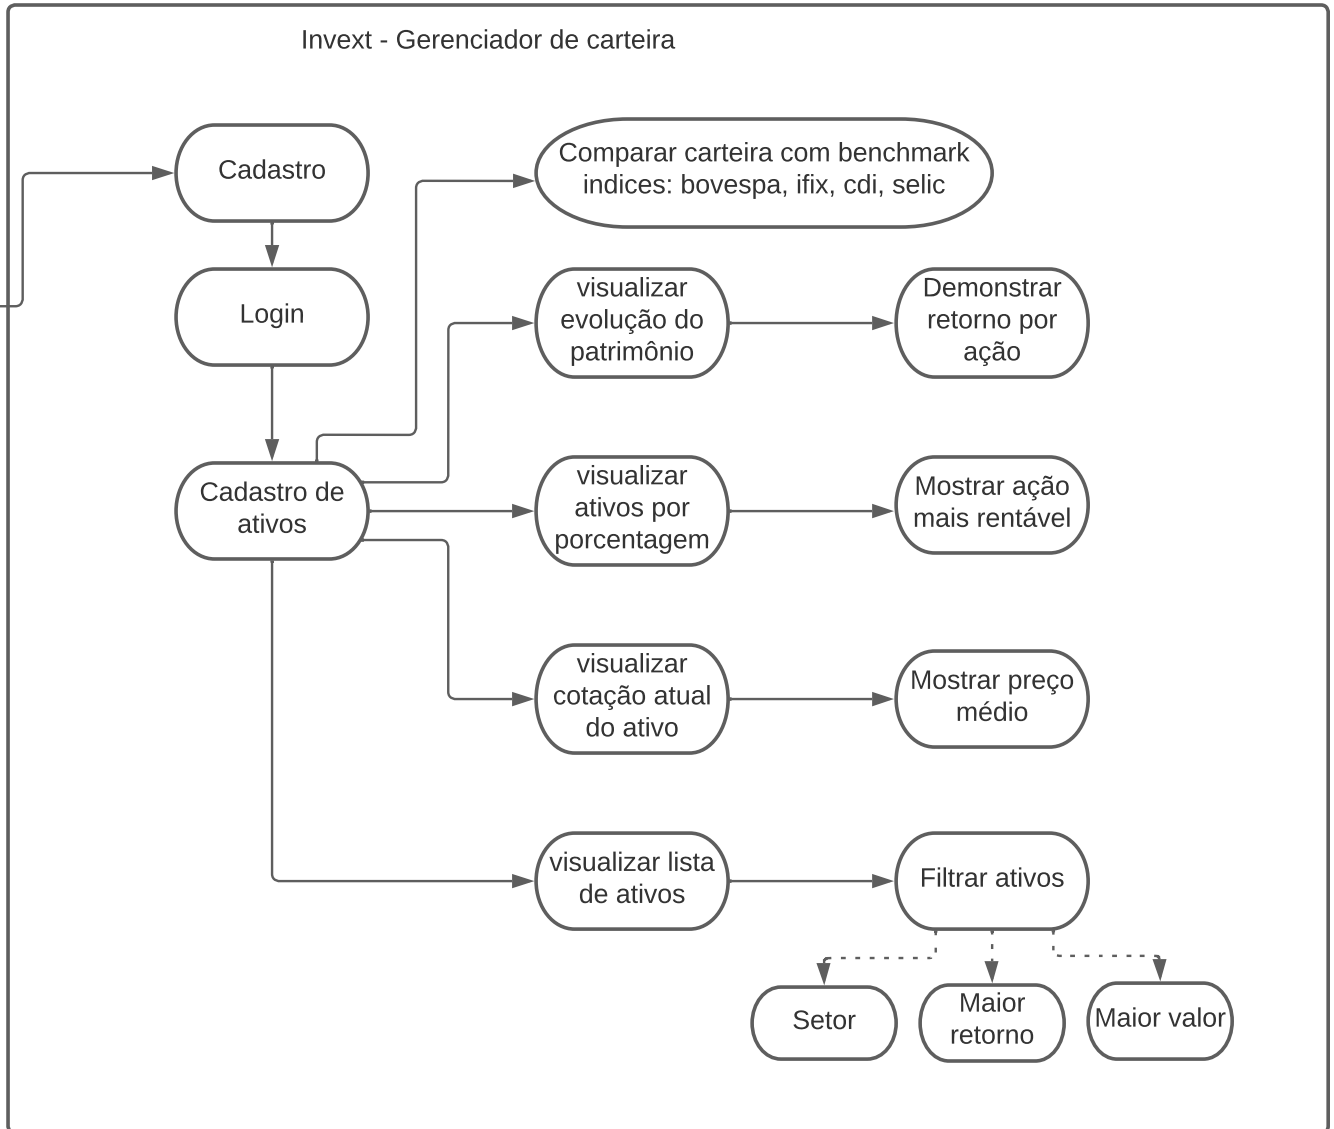 Invext - Gerenciador de carteira
Cadastro
Comparar carteira com benchmark
indices: bovespa, ifix, cdi, selic
Login
visualizar
evolução do
patrimônio
Demonstrar
retorno por
ação
Cadastro de
ativos
visualizar
ativos por
porcentagem
Mostrar ação
mais rentável
visualizar
cotação atual
do ativo
Mostrar preço
médio
visualizar lista
de ativos
Filtrar ativos
Setor
Maior
retorno
Maior valor